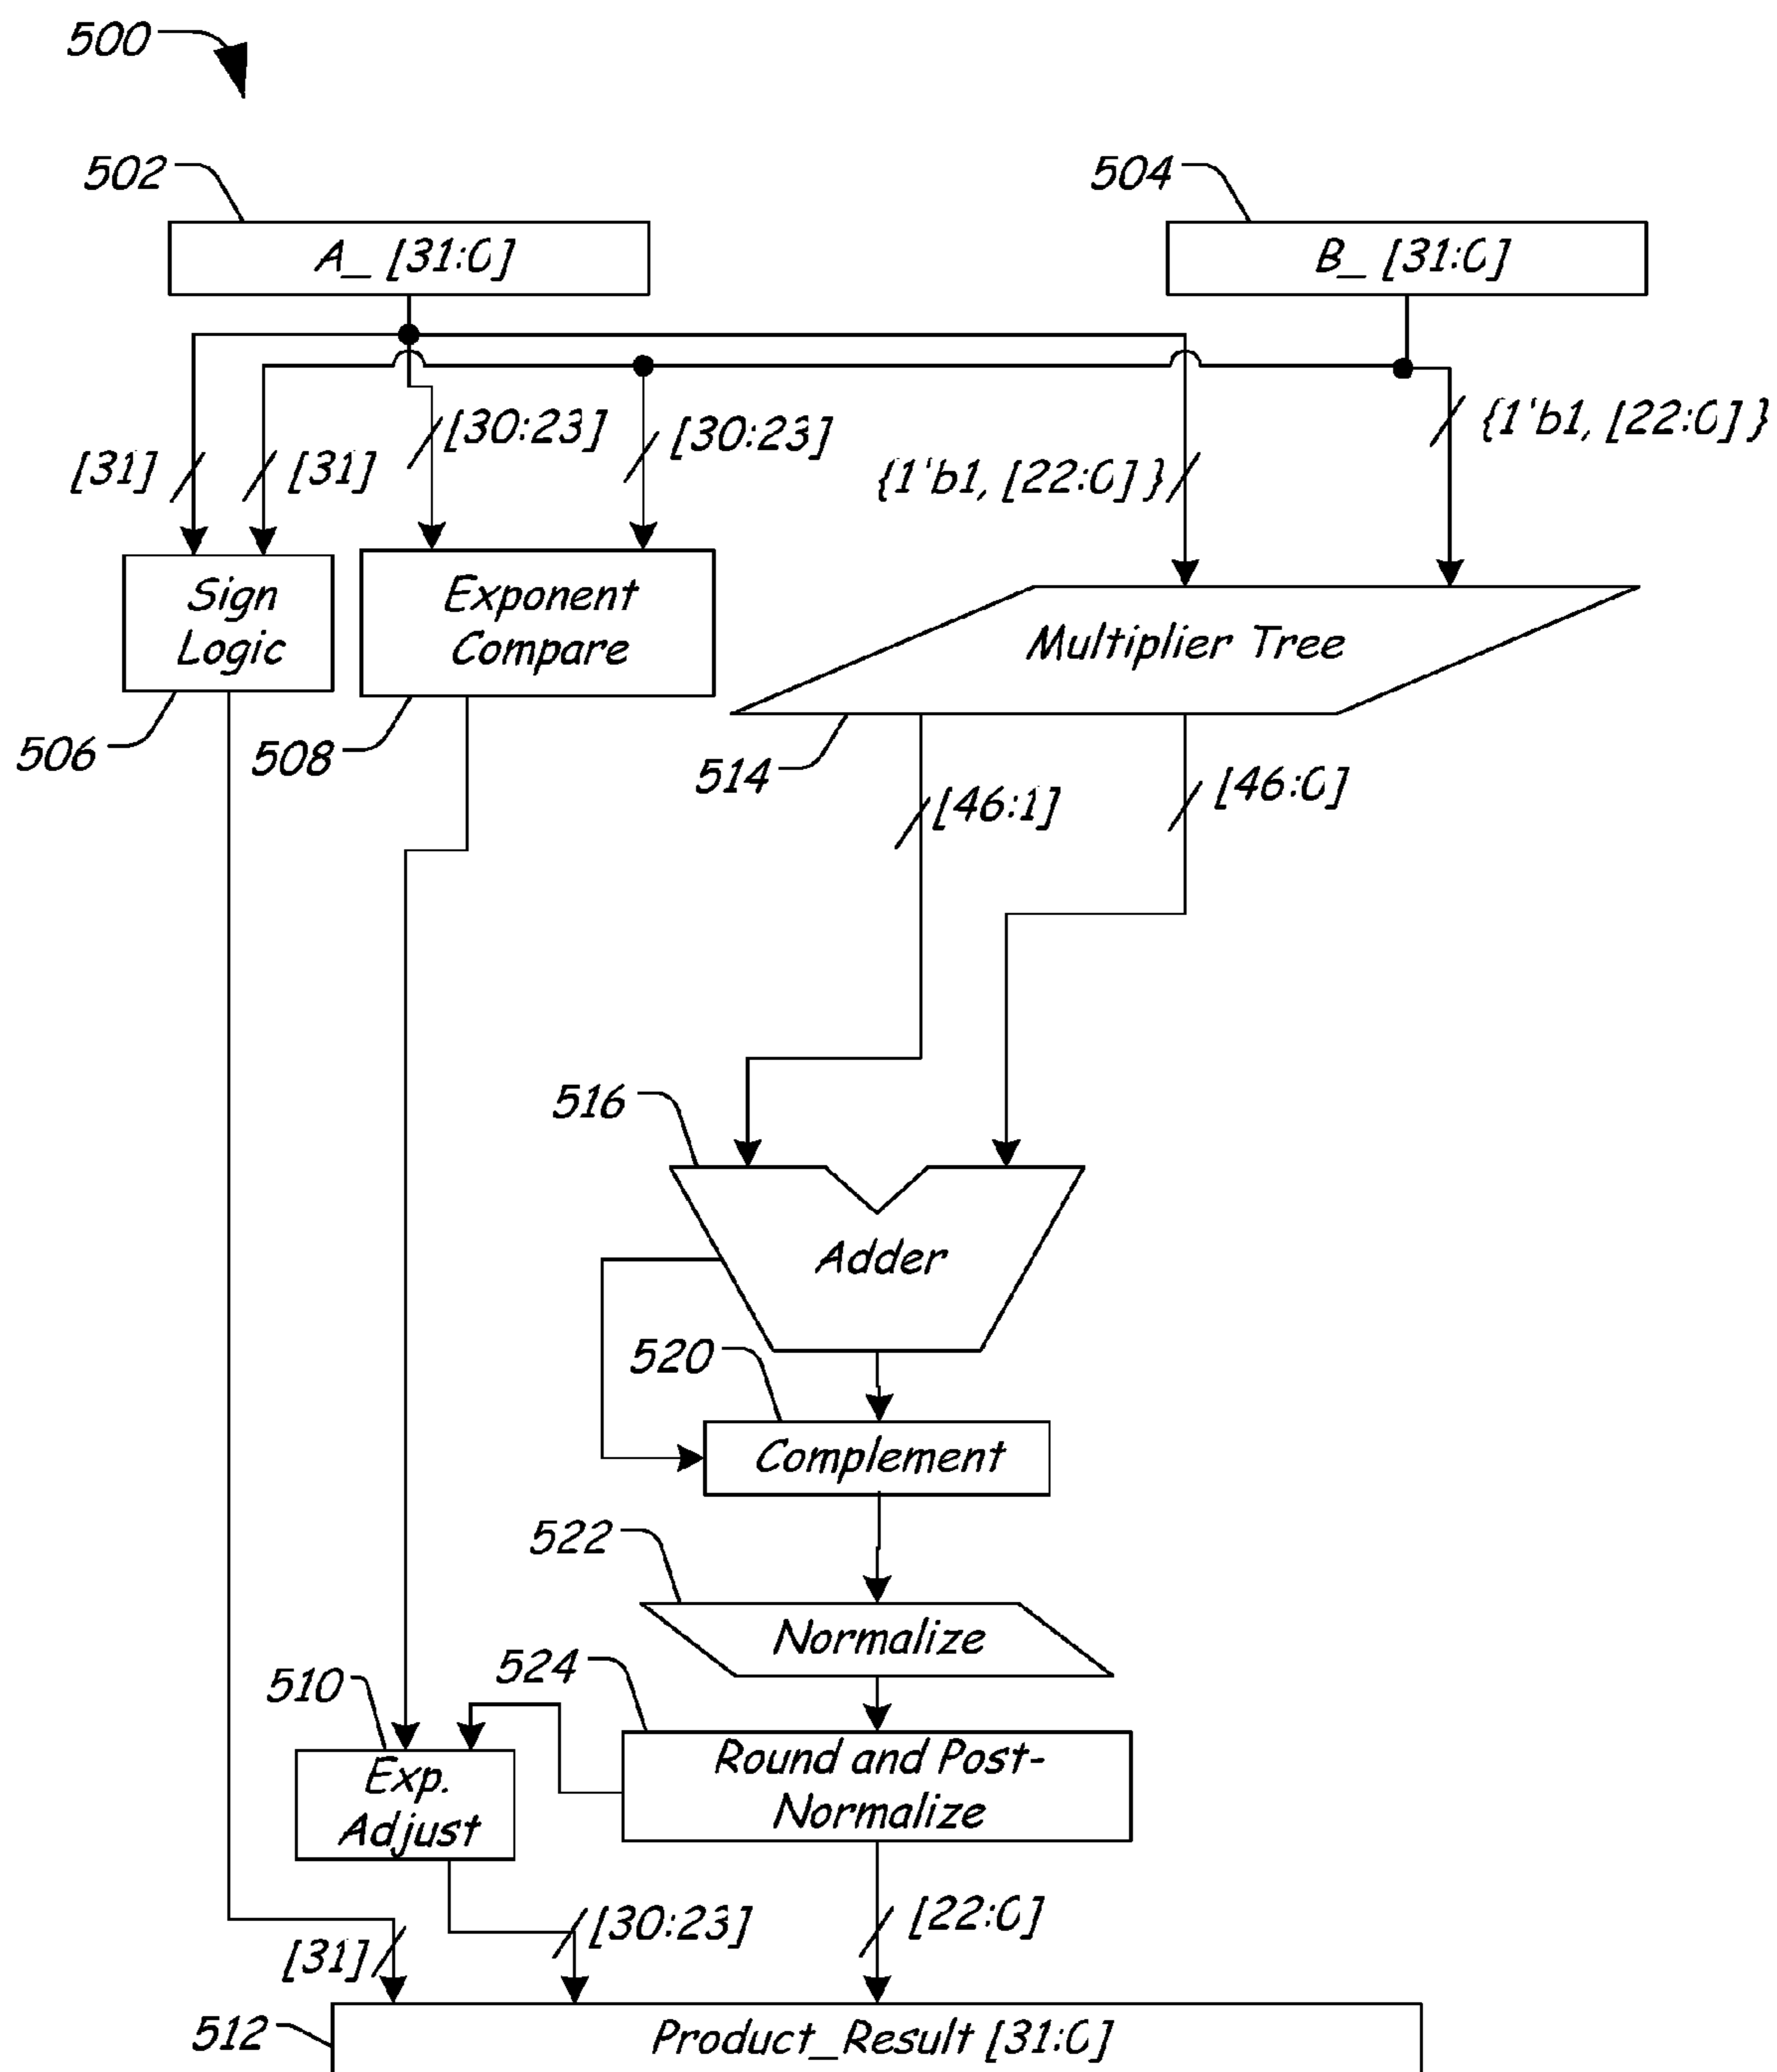 500
502
504
A_ [31:0]
B_ [31:0]
[31]
[31]
[30:23]
[30:23]
{1'b1, [22:0] }
{1'b1, [22:0] }
Sign
Logic
Exponent
Compare
Multiplier Tree
506
508
514
[46:1]
[46:0]
516
Adder
520
Complement
522
Normalize
510
524
Exp.
Adjust
Round and Post-
Normalize
[31]
[30:23]
[22:0]
512
Product_Result [31:0]